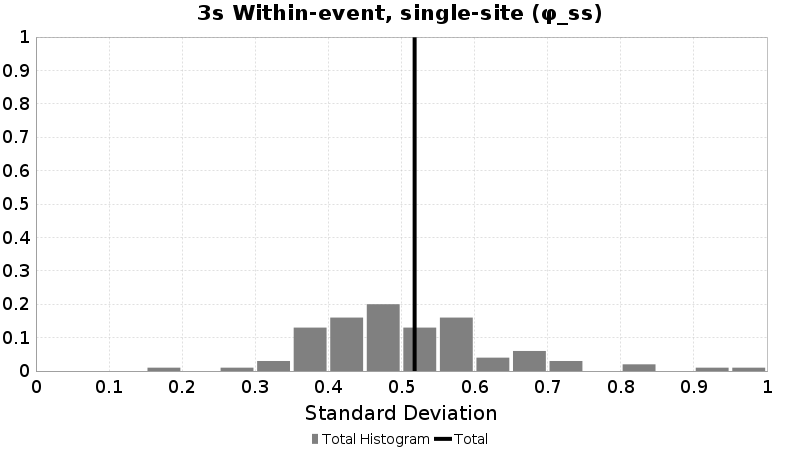 3s Within-event, single-site (φ_ss)
1
0.9
0.8
0.7
0.6
0.5
0.4
0.3
0.2
0.1
0
0 0.1 0.2 0.3 0.4 0.5 0.6 0.7 0.8 0.9 1
Standard Deviation
Total Histogram Total